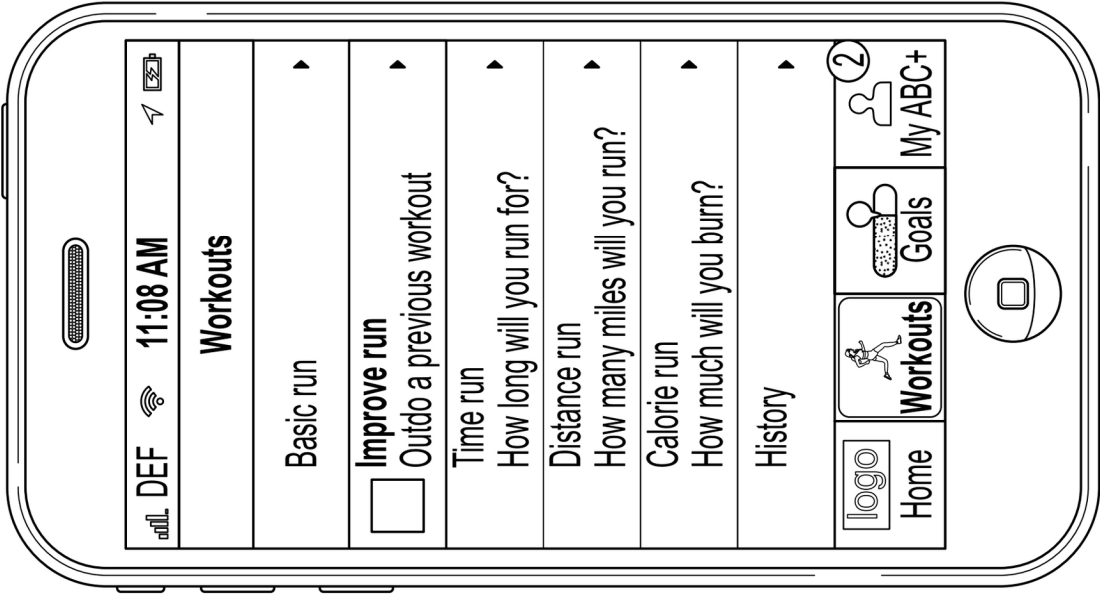 DEF 11:08 AM
Workouts
Basic run
Improve run
Outdo a previous workout
Time run
How long will you run for?
Distance run
How many miles will you run?
Calorie run
How much will you burn?
History
logo
Home
Workouts
Goals
2
My ABC+